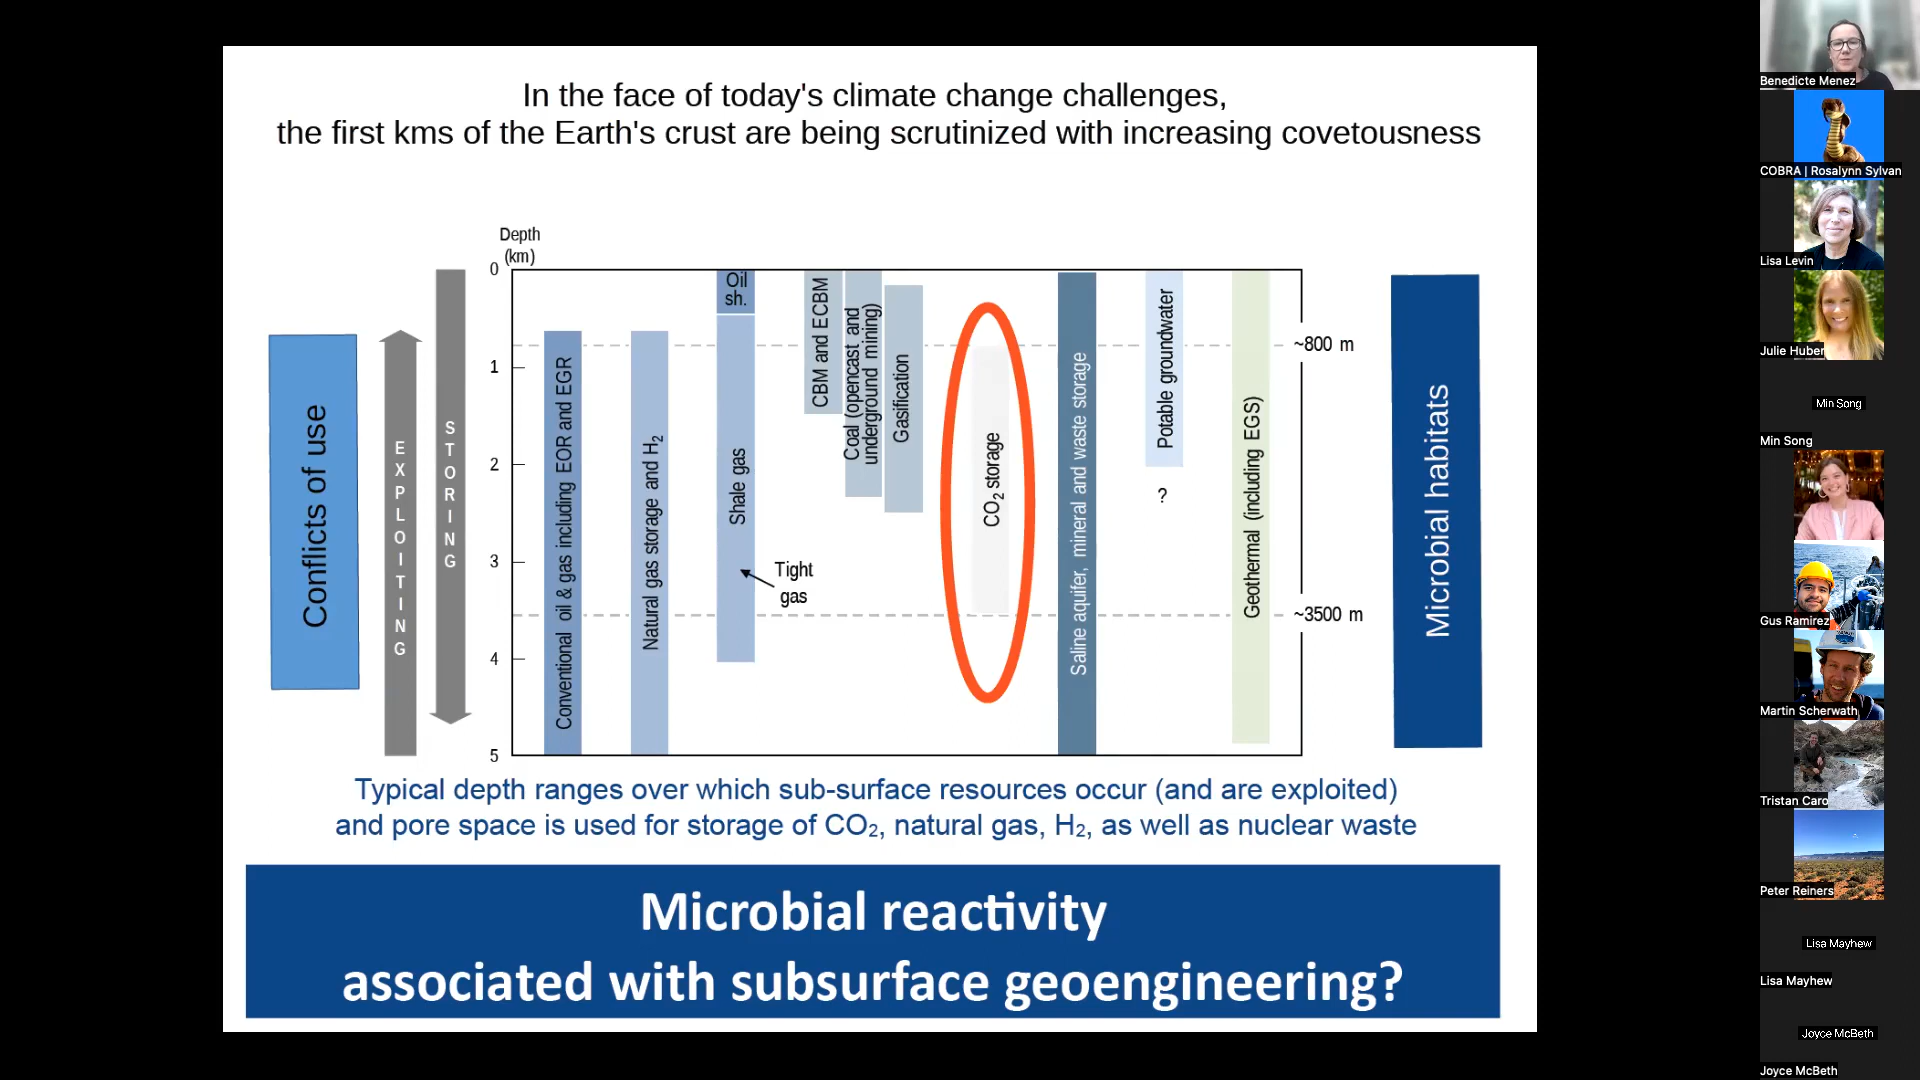 In the face of today's climate change challenges,
the first kms of the Earth's crust are being scrutinized with increasing covetousness
Depth
(km)
0
1
2
3
4
5
Conflicts of use
EXPLOITING
STORING
Conventional oil & gas including EOR and EGR
Natural gas storage and H₂
Oil
sh.
Shale gas
Tight
gas
CBM and ECBM
Coal (opencast and
underground mining)
Gasification
CO₂ storage
Saline aquifer, mineral and waste storage
Potable groundwater
?
Geothermal (including EGS)
~800 m
~3500 m
Microbial habitats
Typical depth ranges over which sub-surface resources occur (and are exploited)
and pore space is used for storage of CO₂, natural gas, H₂, as well as nuclear waste
Microbial reactivity
associated with subsurface geoengineering?
Benedicte Menez
COBRA | Rosalynn Sylvan
Lisa Levin
Julie Huber
Min Song
Min Song
Gus Ramirez
Martin Scherwath
Tristan Caro
Peter Reiners
Lisa Mayhew
Lisa Mayhew
Joyce McBeth
Joyce McBeth